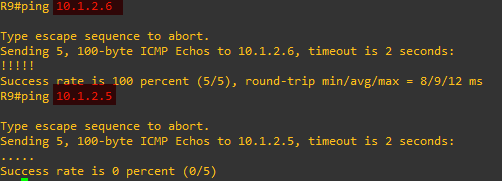 R9#ping 10.1.2.6
Type escape sequence to abort.
Sending 5, 100-byte ICMP Echos to 10.1.2.6, timeout is 2 seconds:
!!!!!
Success rate is 100 percent (5/5), round-trip min/avg/max = 8/9/12 ms
R9#ping 10.1.2.5
Type escape sequence to abort.
Sending 5, 100-byte ICMP Echos to 10.1.2.5, timeout is 2 seconds:
.....
Success rate is 0 percent (0/5)